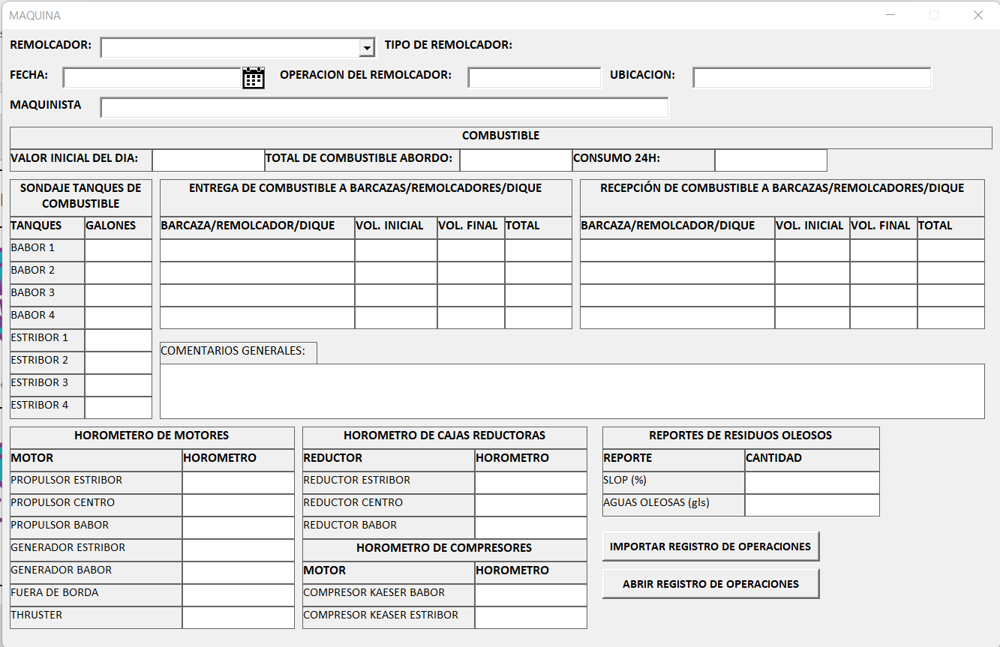 MAQUINA
REMOLCADOR: TIPO DE REMOLCADOR:
FECHA: OPERACION DEL REMOLCADOR: UBICACION:
MAQUINISTA
COMBUSTIBLE
VALOR INICIAL DEL DIA: TOTAL DE COMBUSTIBLE ABORDO: CONSUMO 24H:
SONDAJE TANQUES DE
COMBUSTIBLE
TANQUES GALONES
BABOR 1
BABOR 2
BABOR 3
BABOR 4
ESTRIBOR 1
ESTRIBOR 2
ESTRIBOR 3
ESTRIBOR 4
ENTREGA DE COMBUSTIBLE A BARCAZAS/REMOLCADORES/DIQUE
BARCAZA/REMOLCADOR/DIQUE VOL. INICIAL VOL. FINAL TOTAL
RECEPCIÓN DE COMBUSTIBLE A BARCAZAS/REMOLCADORES/DIQUE
BARCAZA/REMOLCADOR/DIQUE VOL. INICIAL VOL. FINAL TOTAL
COMENTARIOS GENERALES:
HOROMETERO DE MOTORES
MOTOR HOROMETRO
PROPULSOR ESTRIBOR
PROPULSOR CENTRO
PROPULSOR BABOR
GENERADOR ESTRIBOR
GENERADOR BABOR
FUERA DE BORDA
THRUSTER
HOROMETRO DE CAJAS REDUCTORAS
REDUCTOR HOROMETRO
REDUCTOR ESTRIBOR
REDUCTOR CENTRO
REDUCTOR BABOR
HOROMETRO DE COMPRESORES
MOTOR HOROMETRO
COMPRESOR KAESER BABOR
COMPRESOR KEASER ESTRIBOR
REPORTES DE RESIDUOS OLEOSOS
REPORTE CANTIDAD
SLOP (%)
AGUAS OLEOSAS (gls)
IMPORTAR REGISTRO DE OPERACIONES
ABRIR REGISTRO DE OPERACIONES